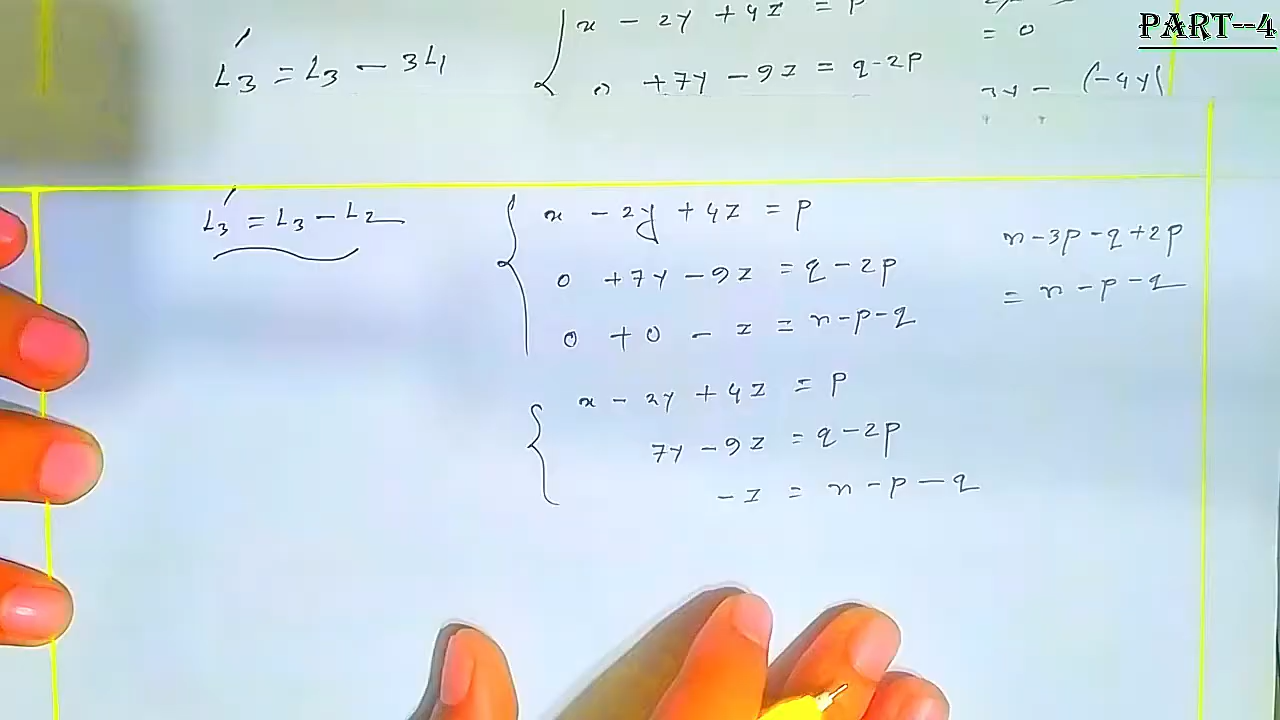 PART--4
x - 2y + 4z = p
= 0
L3' = L3 - 3L1
0 +7y - 9z = q-2p
(-4y)
L3' = L3 - L2
x - 2y + 4z = p
0 +7y - 9z = q - 2p
0 + 0 - z = r-p-q
r-3p-q+2p
= r - p - q
x - 2y + 4z = p
7y - 9z = q - 2p
-z = r - p - q